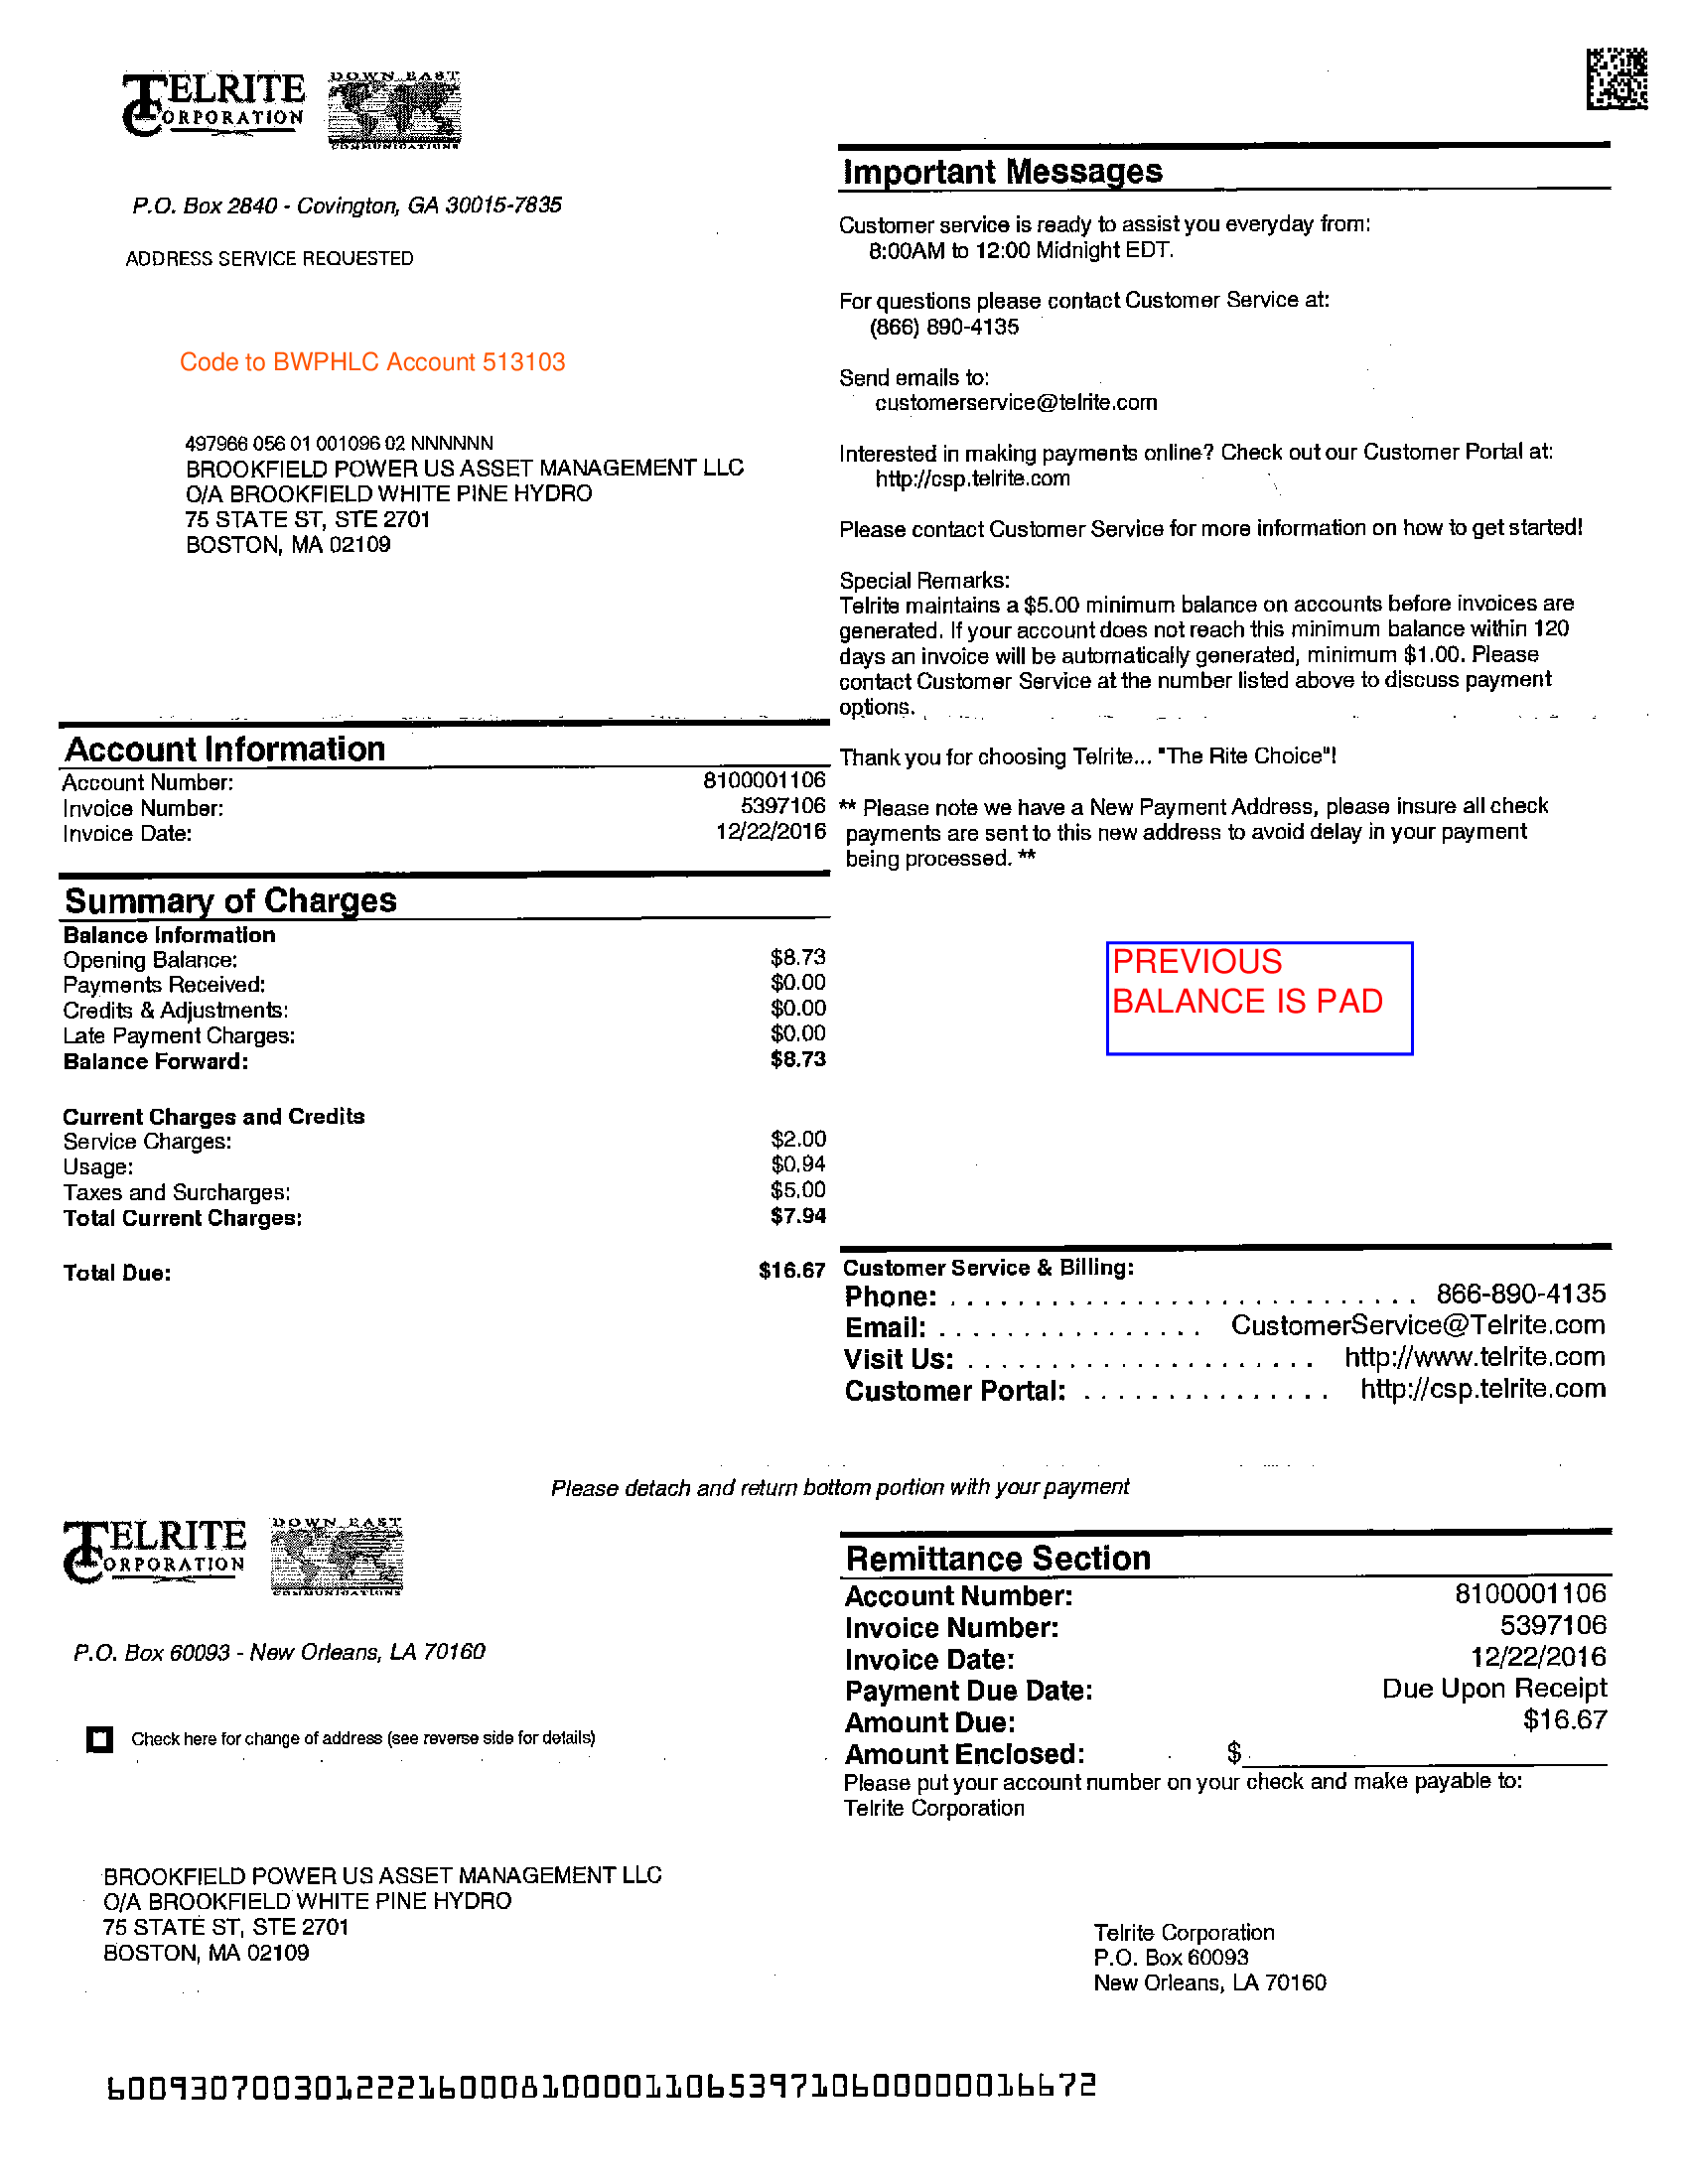 TELRITE
CORPORATION
DOWN EAST
COMMUNICATIONS
P.O. Box 2840 - Covington, GA 30015-7835
ADDRESS SERVICE REQUESTED
Code to BWPHLC Account 513103
497966 056 01 001096 02 NNNNNN
BROOKFIELD POWER US ASSET MANAGEMENT LLC
O/A BROOKFIELD WHITE PINE HYDRO
75 STATE ST, STE 2701
BOSTON, MA 02109
Important Messages
Customer service is ready to assist you everyday from:
8:00AM to 12:00 Midnight EDT.
For questions please contact Customer Service at:
(866) 890-4135
Send emails to:
customerservice@telrite.com
Interested in making payments online? Check out our Customer Portal at:
http://csp.telrite.com
Please contact Customer Service for more information on how to get started!
Special Remarks:
Telrite maintains a $5.00 minimum balance on accounts before invoices are
generated. If your account does not reach this minimum balance within 120
days an invoice will be automatically generated, minimum $1.00. Please
contact Customer Service at the number listed above to discuss payment
options.
Thank you for choosing Telrite... "The Rite Choice"!
** Please note we have a New Payment Address, please insure all check
payments are sent to this new address to avoid delay in your payment
being processed. **
Account Information
Account Number: 8100001106
Invoice Number: 5397106
Invoice Date: 12/22/2016
Summary of Charges
Balance Information
Opening Balance: $8.73
Payments Received: $0.00
Credits & Adjustments: $0.00
Late Payment Charges: $0.00
Balance Forward: $8.73
Current Charges and Credits
Service Charges: $2.00
Usage: $0.94
Taxes and Surcharges: $5.00
Total Current Charges: $7.94
Total Due: $16.67
PREVIOUS
BALANCE IS PAD
Customer Service & Billing:
Phone: . . . . . . . . . . . . . . . . . . . . . . . . . . . . 866-890-4135
Email: . . . . . . . . . . . . . . . . CustomerService@Telrite.com
Visit Us: . . . . . . . . . . . . . . . . . . . . . http://www.telrite.com
Customer Portal: . . . . . . . . . . . . . . . http://csp.telrite.com
Please detach and return bottom portion with your payment
TELRITE
CORPORATION
DOWN EAST
COMMUNICATIONS
P.O. Box 60093 - New Orleans, LA 70160
Check here for change of address (see reverse side for details)
Remittance Section
Account Number: 8100001106
Invoice Number: 5397106
Invoice Date: 12/22/2016
Payment Due Date: Due Upon Receipt
Amount Due: $16.67
Amount Enclosed: $
Please put your account number on your check and make payable to:
Telrite Corporation
BROOKFIELD POWER US ASSET MANAGEMENT LLC
O/A BROOKFIELD WHITE PINE HYDRO
75 STATE ST, STE 2701
BOSTON, MA 02109
Telrite Corporation
P.O. Box 60093
New Orleans, LA 70160
6009307003012221600081000011065397106000000016672